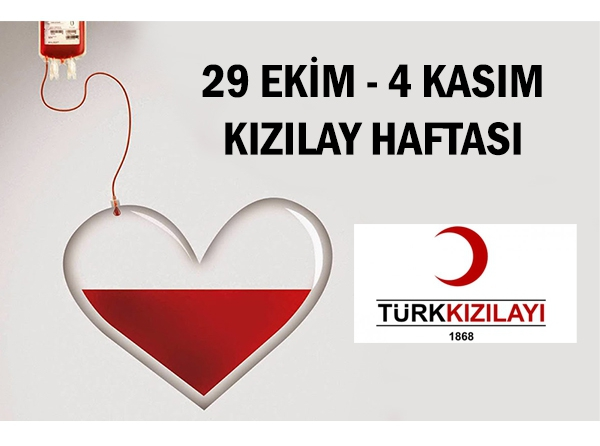 29 EKİM - 4 KASIM
KIZILAY HAFTASI
TÜRKKIZILAYI
1868